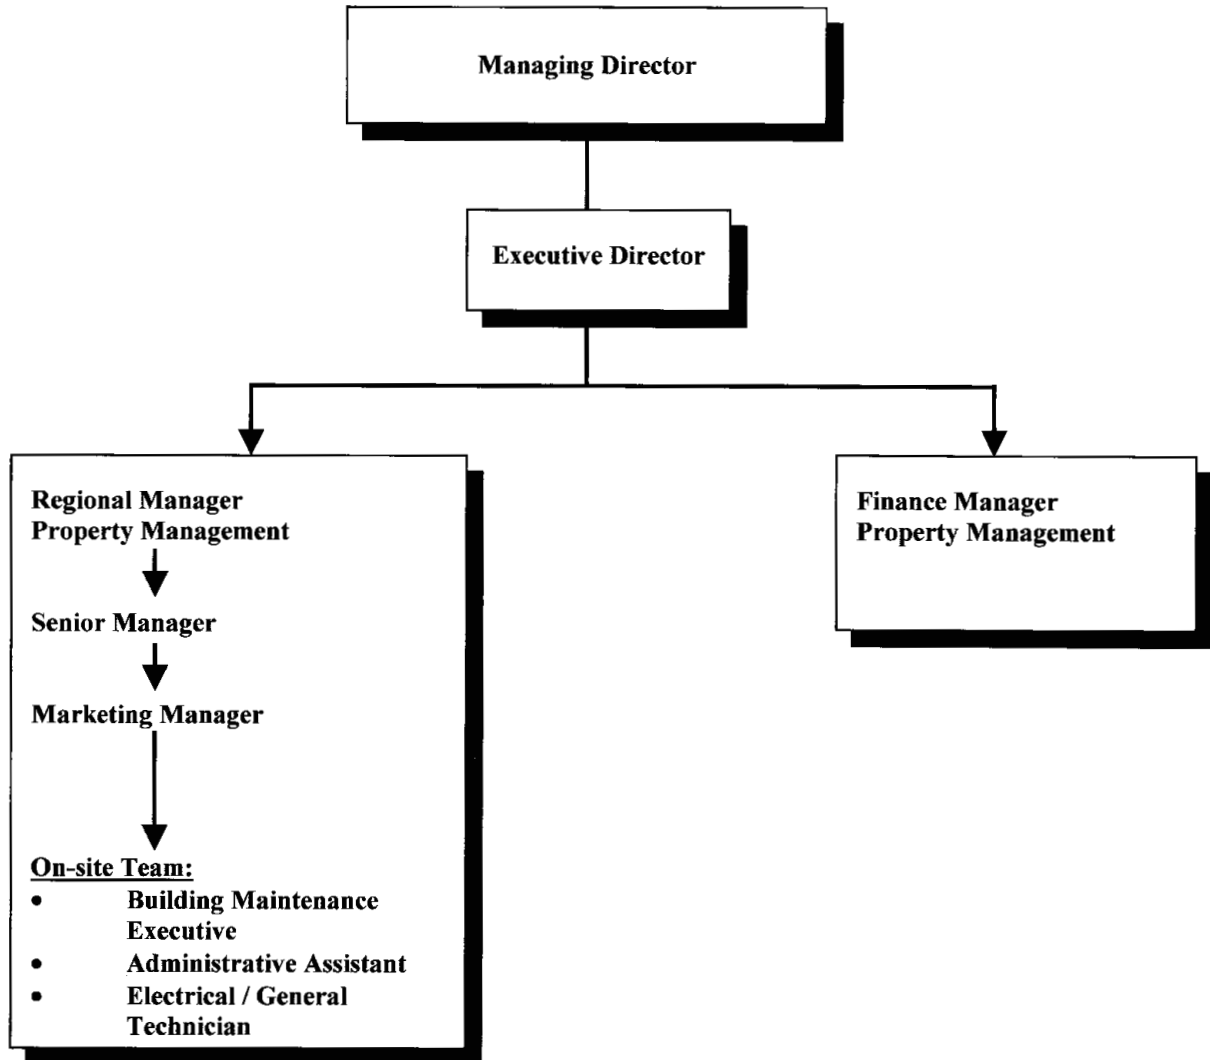 Managing Director
Executive Director
Regional Manager
Property Management
Senior Manager
Marketing Manager
On-site Team:
• Building Maintenance
Executive
• Administrative Assistant
• Electrical / General
Technician
Finance Manager
Property Management